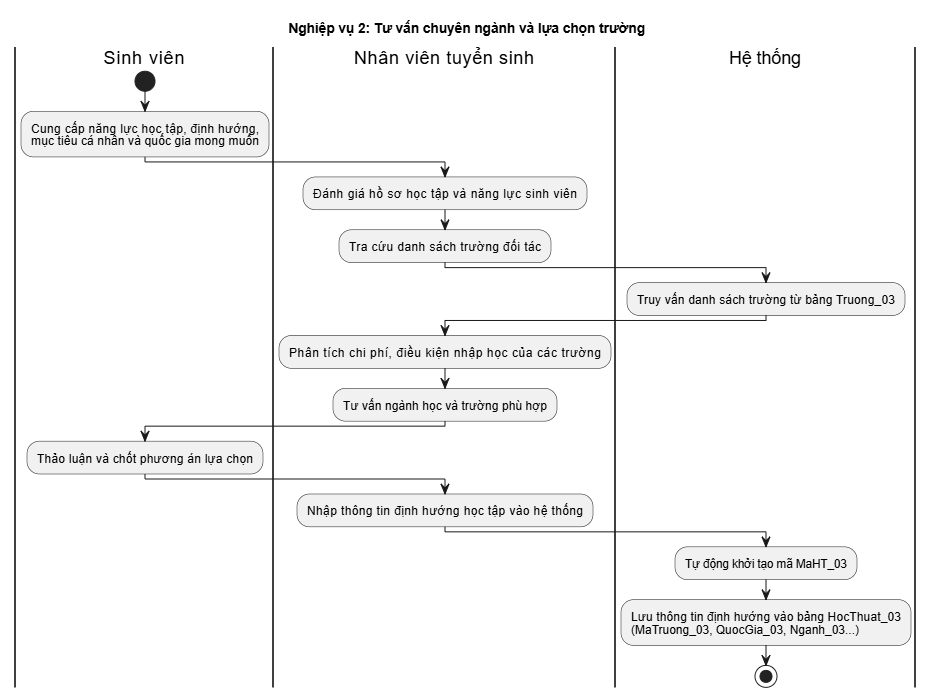 Nghiệp vụ 2: Tư vấn chuyên ngành và lựa chọn trường
Sinh viên
Nhân viên tuyển sinh
Hệ thống
Cung cấp năng lực học tập, định hướng,
mục tiêu cá nhân và quốc gia mong muốn
Đánh giá hồ sơ học tập và năng lực sinh viên
Tra cứu danh sách trường đối tác
Truy vấn danh sách trường từ bảng Truong_03
Phân tích chi phí, điều kiện nhập học của các trường
Tư vấn ngành học và trường phù hợp
Thảo luận và chốt phương án lựa chọn
Nhập thông tin định hướng học tập vào hệ thống
Tự động khởi tạo mã MaHT_03
Lưu thông tin định hướng vào bảng HocThuat_03
(MaTruong_03, QuocGia_03, Nganh_03...)